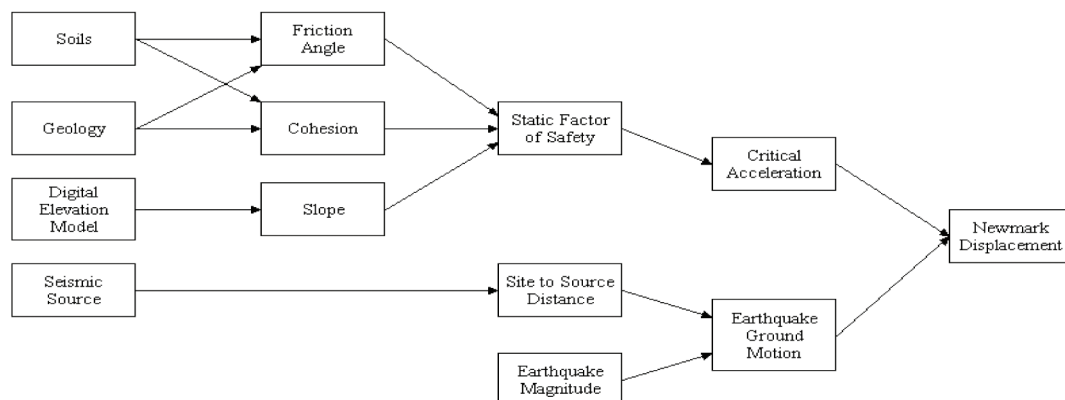 Soils
Friction
Angle
Geology
Cohesion
Static Factor
of Safety
Critical
Acceleration
Digital
Elevation
Model
Slope
Newmark
Displacement
Seismic
Source
Site to Source
Distance
Earthquake
Ground
Motion
Earthquake
Magnitude